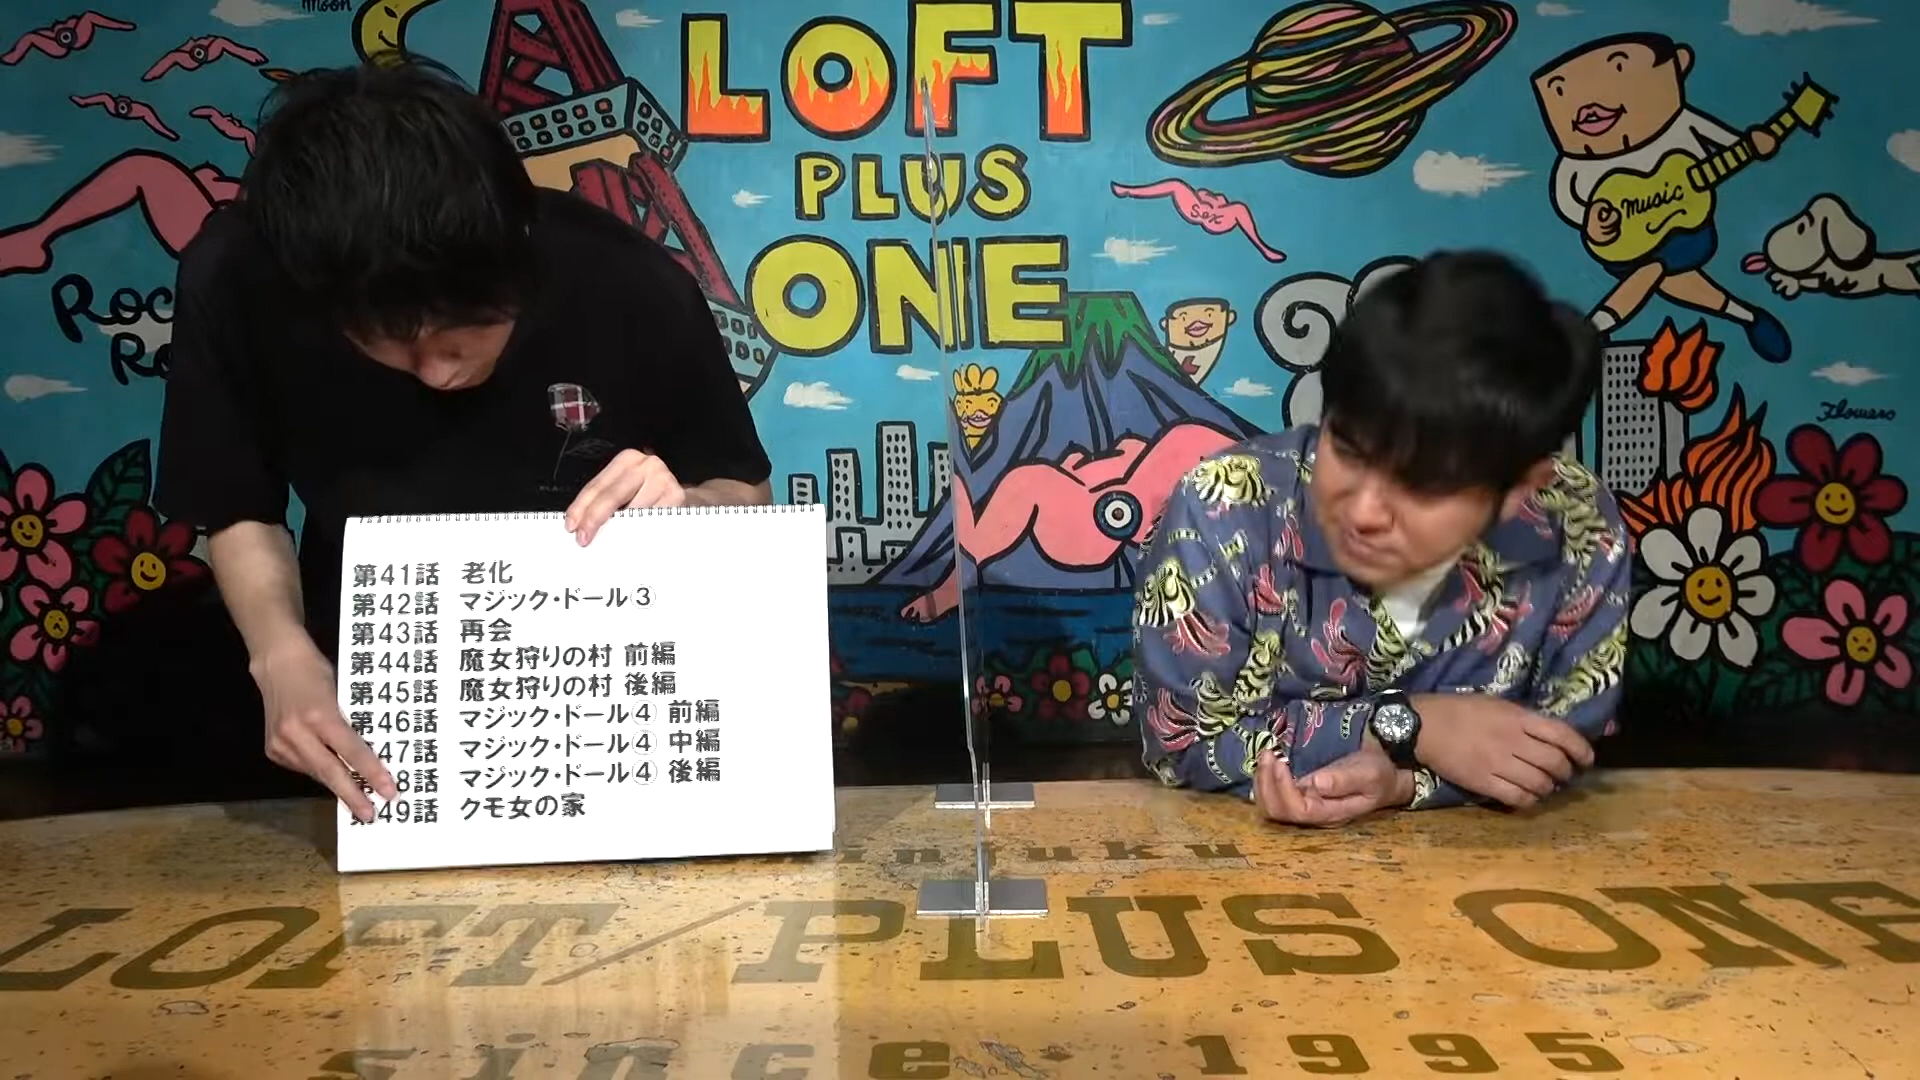 moon
LOFT
PLUS
ONE
Sex
music
Flowers
第41話 老化
第42話 マジック・ドール③
第43話 再会
第44話 魔女狩りの村 前編
第45話 魔女狩りの村 後編
第46話 マジック・ドール④ 前編
47話 マジック・ドール④ 中編
8話 マジック・ドール④ 後編
第49話 クモ女の家
LOFT/PLUS ONE
since 1995